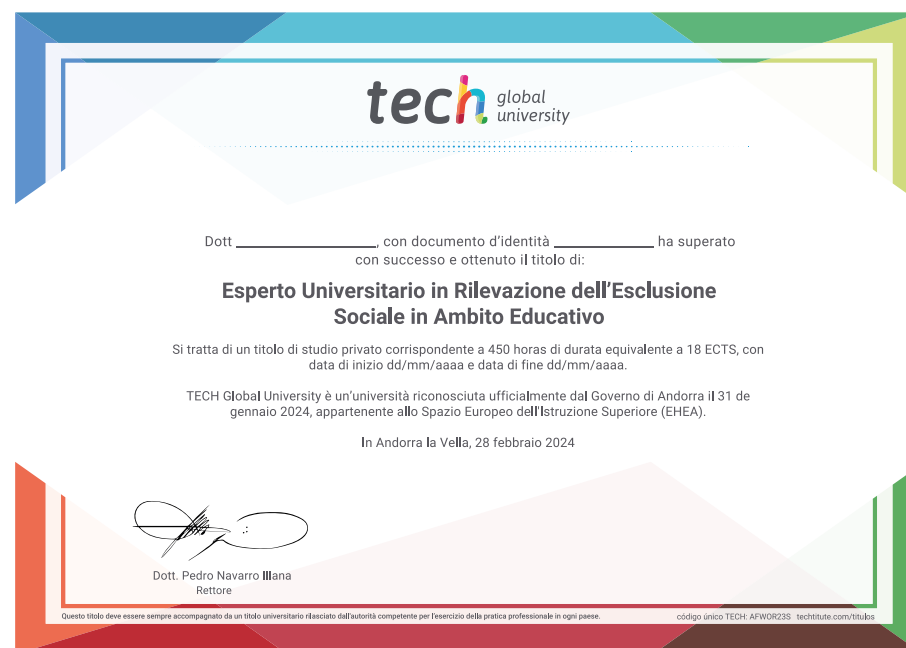 tech global university
Dott ____________________, con documento d'identità ______________ ha superato
con successo e ottenuto il titolo di:
Esperto Universitario in Rilevazione dell'Esclusione
Sociale in Ambito Educativo
Si tratta di un titolo di studio privato corrispondente a 450 horas di durata equivalente a 18 ECTS, con
data di inizio dd/mm/aaaa e data di fine dd/mm/aaaa.
TECH Global University è un'università riconosciuta ufficialmente dal Governo di Andorra il 31 de
gennaio 2024, appartenente allo Spazio Europeo dell'Istruzione Superiore (EHEA).
In Andorra la Vella, 28 febbraio 2024
Dott. Pedro Navarro Illana
Rettore
Questo titolo deve essere sempre accompagnato da un titolo universitario rilasciato dall'autorità competente per l'esercizio della pratica professionale in ogni paese.
código único TECH: AFWOR23S techtitute.com/titulos